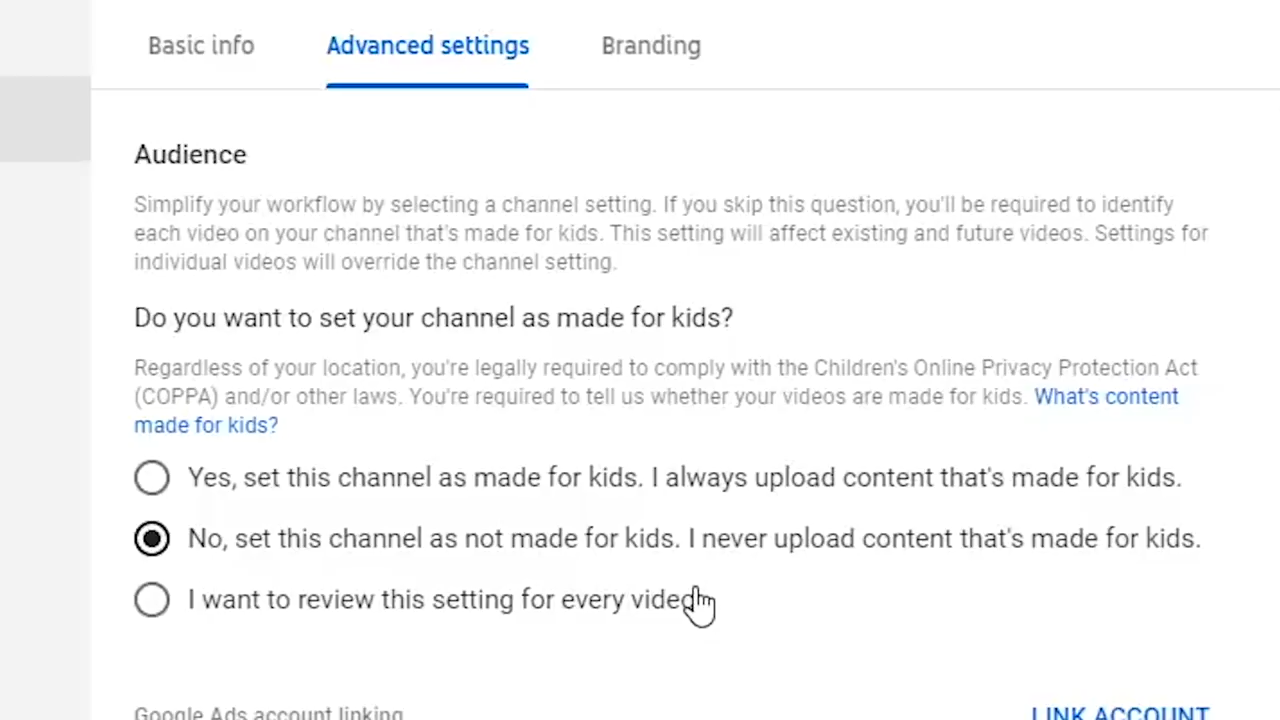 Basic info
Advanced settings
Branding
Audience
Simplify your workflow by selecting a channel setting. If you skip this question, you'll be required to identify
each video on your channel that's made for kids. This setting will affect existing and future videos. Settings for
individual videos will override the channel setting.
Do you want to set your channel as made for kids?
Regardless of your location, you're legally required to comply with the Children's Online Privacy Protection Act
(COPPA) and/or other laws. You're required to tell us whether your videos are made for kids. What's content
made for kids?
Yes, set this channel as made for kids. I always upload content that's made for kids.
No, set this channel as not made for kids. I never upload content that's made for kids.
I want to review this setting for every video
Google Ads account linking
LINK ACCOUNT